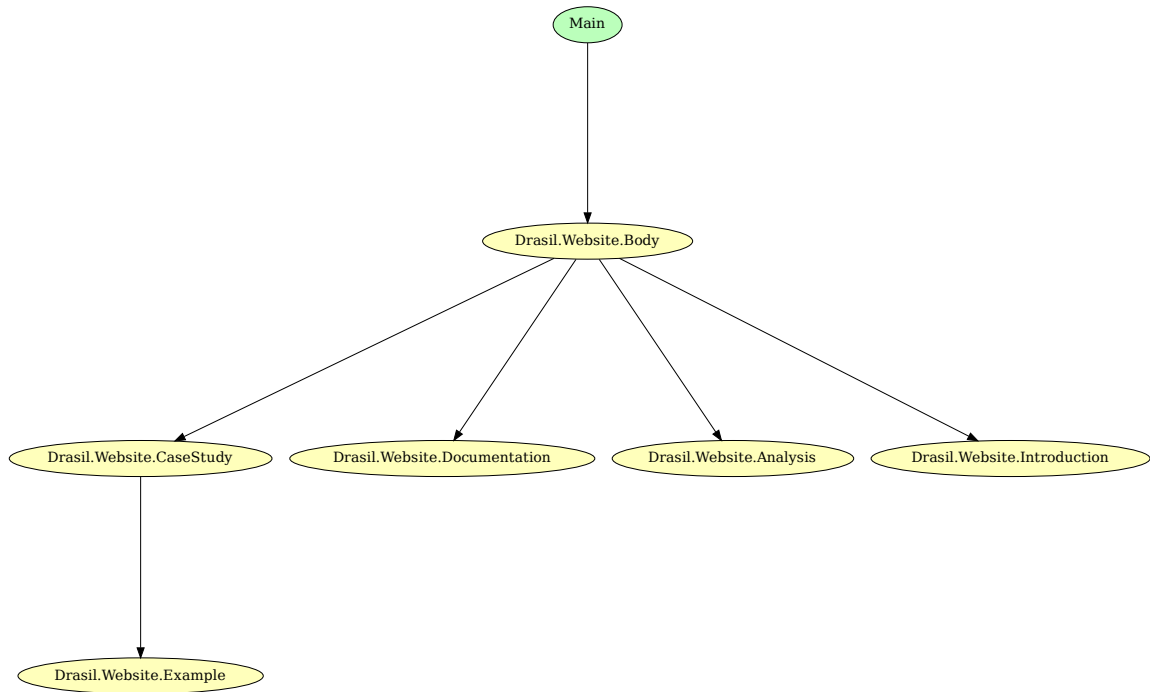 Main
Drasil.Website.Body
Drasil.Website.CaseStudy
Drasil.Website.Documentation
Drasil.Website.Analysis
Drasil.Website.Introduction
Drasil.Website.Example